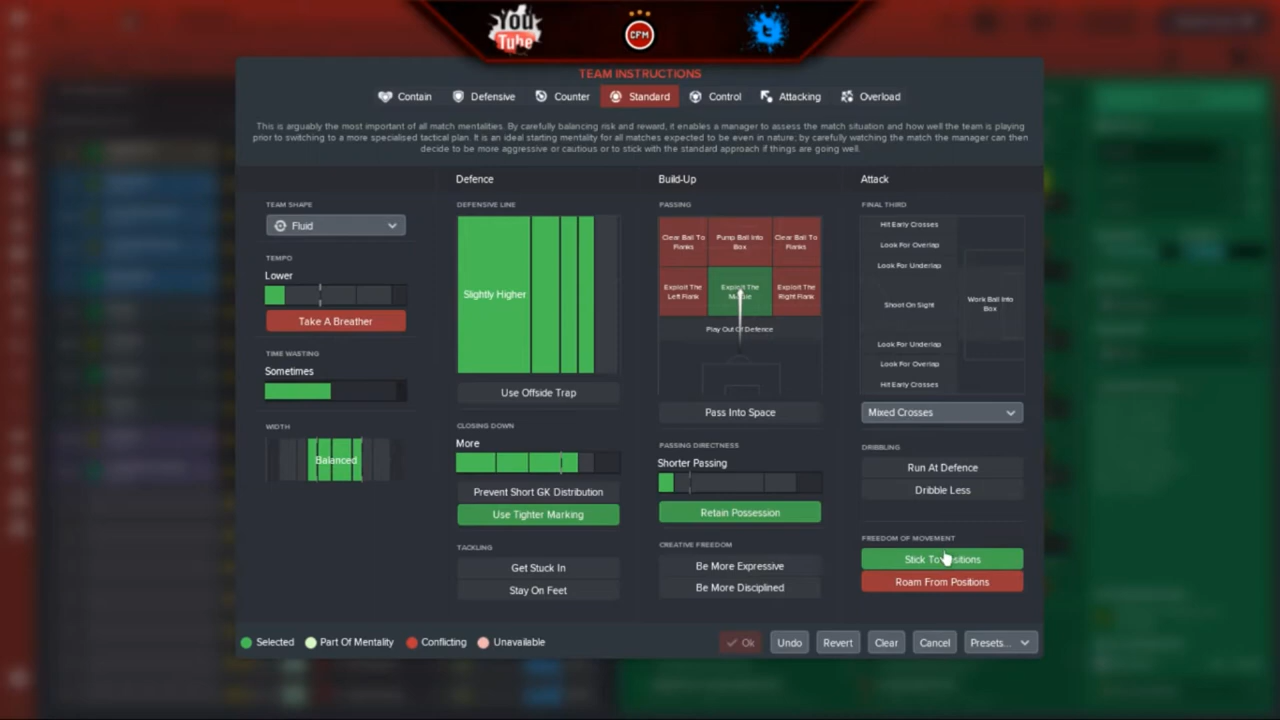 You
Tube
CFM
TEAM INSTRUCTIONS
Contain
Defensive
Counter
Standard
Control
Attacking
Overload
This is arguably the most important of all match mentalities. By carefully balancing risk and reward, it enables a manager to assess the match situation and how well the team is playing
prior to switching to a more specialised tactical plan. It is an ideal starting mentality for all matches expected to be even in nature; by carefully watching the match the manager can then
decide to be more aggressive or cautious or to stick with the standard approach if things are going well.
TEAM SHAPE
Fluid
TEMPO
Lower
Take A Breather
TIME WASTING
Sometimes
WIDTH
Balanced
Defence
DEFENSIVE LINE
Slightly Higher
Use Offside Trap
CLOSING DOWN
More
Prevent Short GK Distribution
Use Tighter Marking
TACKLING
Get Stuck In
Stay On Feet
Build-Up
PASSING
Clear Ball To
Flanks
Pump Ball Into
Box
Clear Ball To
Flanks
Exploit The
Left Flank
Exploit The
Middle
Exploit The
Right Flank
Play Out Of Defence
Pass Into Space
PASSING DIRECTNESS
Shorter Passing
Retain Possession
CREATIVE FREEDOM
Be More Expressive
Be More Disciplined
Attack
FINAL THIRD
Hit Early Crosses
Look For Overlap
Look For Underlap
Shoot On Sight
Work Ball Into
Box
Look For Underlap
Look For Overlap
Hit Early Crosses
Mixed Crosses
DRIBBLING
Run At Defence
Dribble Less
FREEDOM OF MOVEMENT
Stick To Positions
Roam From Positions
Selected
Part Of Mentality
Conflicting
Unavailable
Ok
Undo
Revert
Clear
Cancel
Presets...